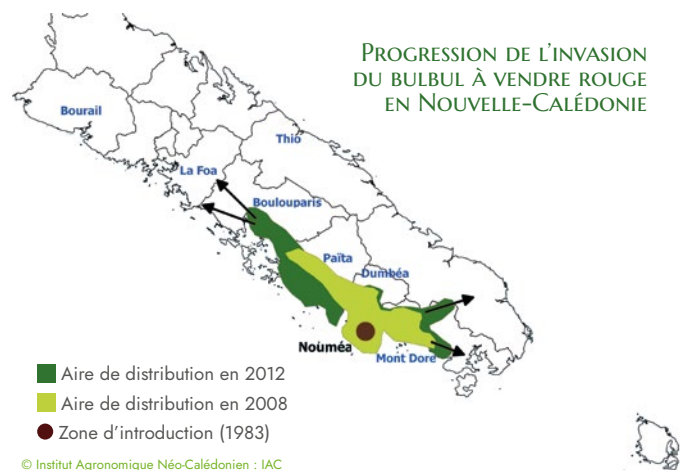 PROGRESSION DE L'INVASION
DU BULBUL À VENDRE ROUGE
EN NOUVELLE-CALÉDONIE
Bourail
Thio
La Foa
Boulouparis
Païta
Dumbéa
Nouméa
Mont Dore
Aire de distribution en 2012
Aire de distribution en 2008
Zone d'introduction (1983)
© Institut Agronomique Néo-Calédonien : IAC